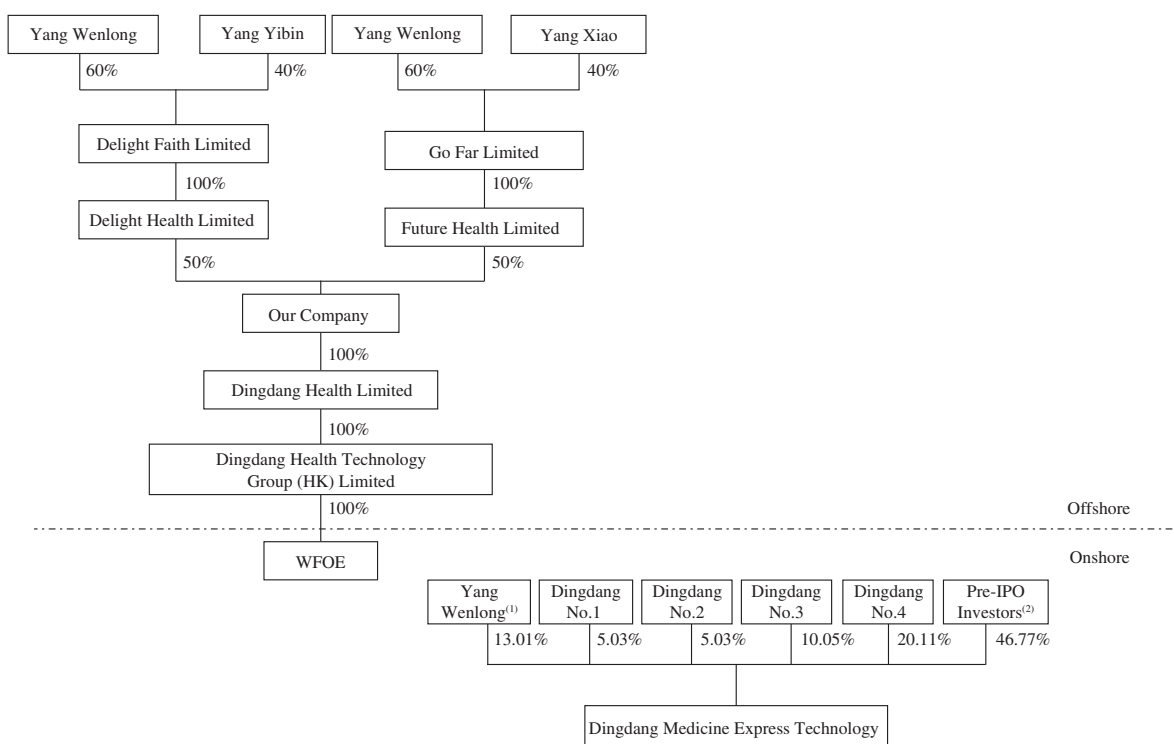 Yang Wenlong
Yang Yibin
Yang Wenlong
Yang Xiao
60%
40%
60%
40%
Delight Faith Limited
Go Far Limited
100%
100%
Delight Health Limited
Future Health Limited
50%
50%
Our Company
100%
Dingdang Health Limited
100%
Dingdang Health Technology
Group (HK) Limited
100%
Offshore
WFOE
Onshore
Yang
Wenlong(1)
Dingdang
No.1
Dingdang
No.2
Dingdang
No.3
Dingdang
No.4
Pre-IPO
Investors(2)
13.01%
5.03%
5.03%
10.05%
20.11%
46.77%
Dingdang Medicine Express Technology